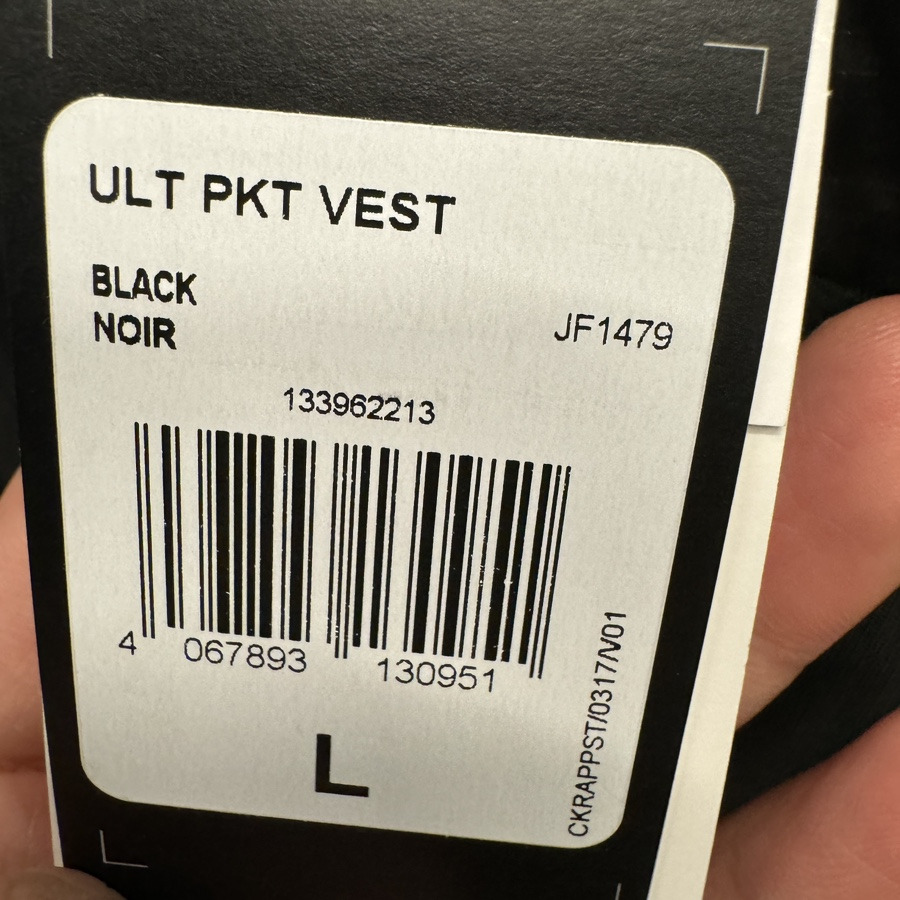 ULT PKT VEST
BLACK
NOIR
JF1479
133962213
4 067893 130951
L
CKRAPPST/0317/V01